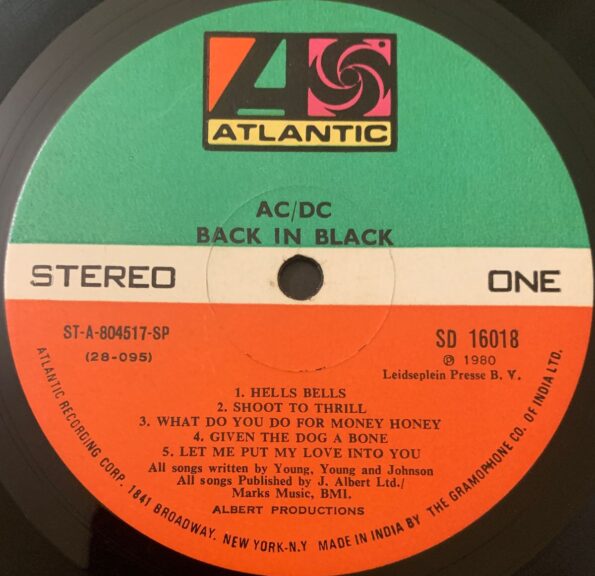 ATLANTIC
AC/DC
BACK IN BLACK
STEREO
ONE
ST-A-804517-SP
(28-095)
SD 16018
℗ 1980
Leidseplein Presse B. V.
1. HELLS BELLS
2. SHOOT TO THRILL
3. WHAT DO YOU DO FOR MONEY HONEY
4. GIVEN THE DOG A BONE
5. LET ME PUT MY LOVE INTO YOU
All songs written by Young, Young and Johnson
All songs Published by J. Albert Ltd./
Marks Music, BMI.
ALBERT PRODUCTIONS
ATLANTIC RECORDING CORP. 1841 BROADWAY. NEW YORK-N.Y MADE IN INDIA BY THE GRAMOPHONE CO. OF INDIA LTD.